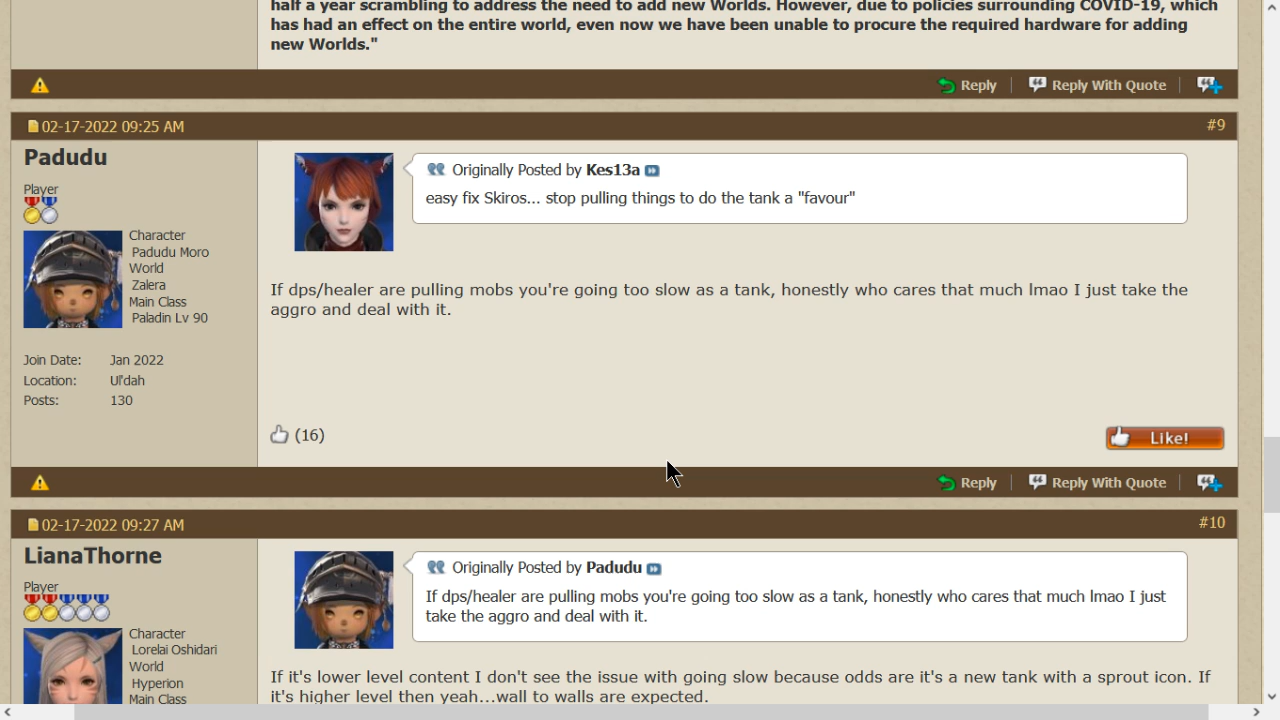 half a year scrambling to address the need to add new Worlds. However, due to policies surrounding COVID-19, which
has had an effect on the entire world, even now we have been unable to procure the required hardware for adding
new Worlds."
Reply
Reply With Quote
02-17-2022 09:25 AM
#9
Padudu
Player
Character
Padudu Moro
World
Zalera
Main Class
Paladin Lv 90
Join Date: Jan 2022
Location: Ul'dah
Posts: 130
Originally Posted by Kes13a
easy fix Skiros... stop pulling things to do the tank a "favour"
If dps/healer are pulling mobs you're going too slow as a tank, honestly who cares that much lmao I just take the
aggro and deal with it.
(16)
Like!
Reply
Reply With Quote
02-17-2022 09:27 AM
#10
LianaThorne
Player
Character
Lorelai Oshidari
World
Hyperion
Main Class
Originally Posted by Padudu
If dps/healer are pulling mobs you're going too slow as a tank, honestly who cares that much lmao I just
take the aggro and deal with it.
If it's lower level content I don't see the issue with going slow because odds are it's a new tank with a sprout icon. If
it's higher level then yeah...wall to walls are expected.